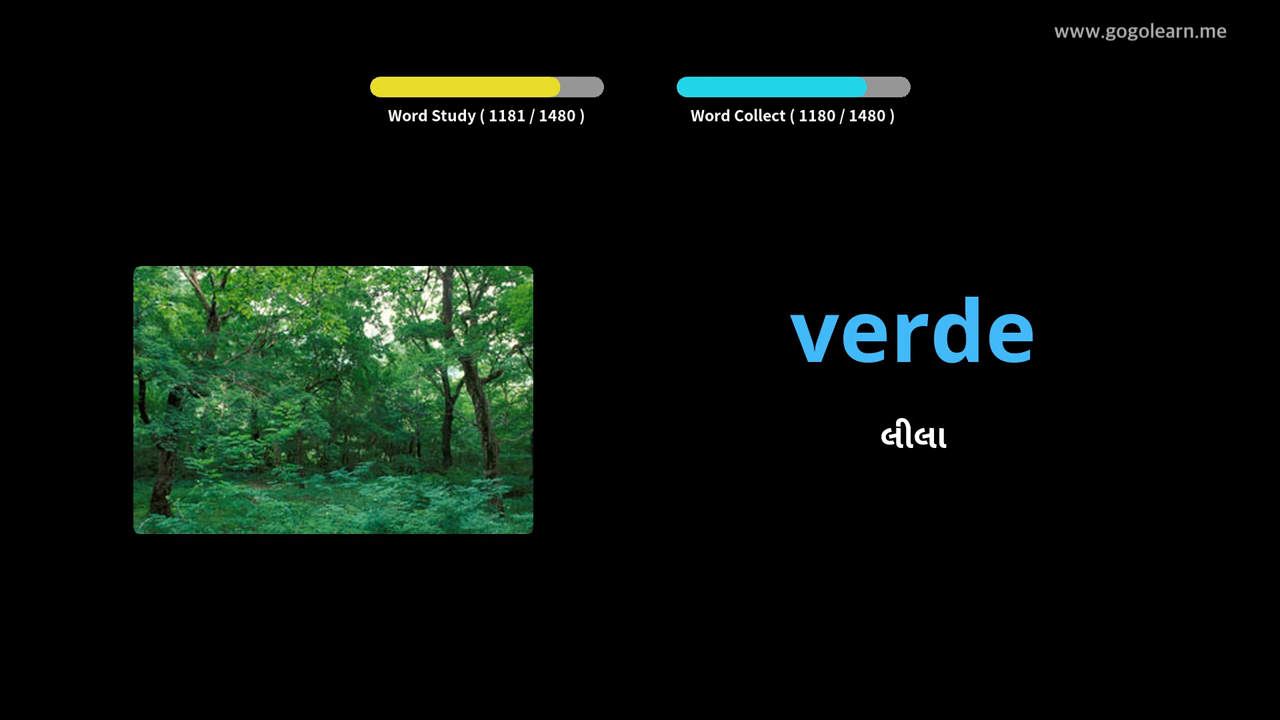 www.gogolearn.me
Word Study ( 1181 / 1480 )
Word Collect ( 1180 / 1480 )
verde
લીલા